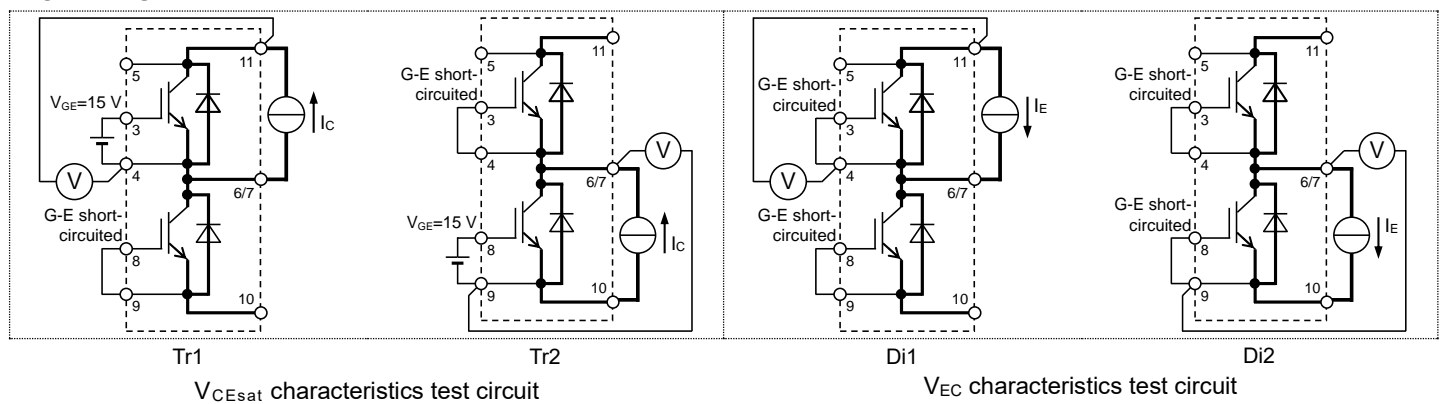 11
5
V_GE=15 V
3
I_C
V
4
6/7
G-E short-
circuited
8
9
10
Tr1
11
5
G-E short-
circuited
3
4
V
6/7
V_GE=15 V
8
I_C
9
10
Tr2
V_CEsat characteristics test circuit
11
5
G-E short-
circuited
3
I_E
V
4
6/7
G-E short-
circuited
8
9
10
Di1
11
5
G-E short-
circuited
3
4
V
6/7
G-E short-
circuited
8
I_E
9
10
Di2
V_EC characteristics test circuit